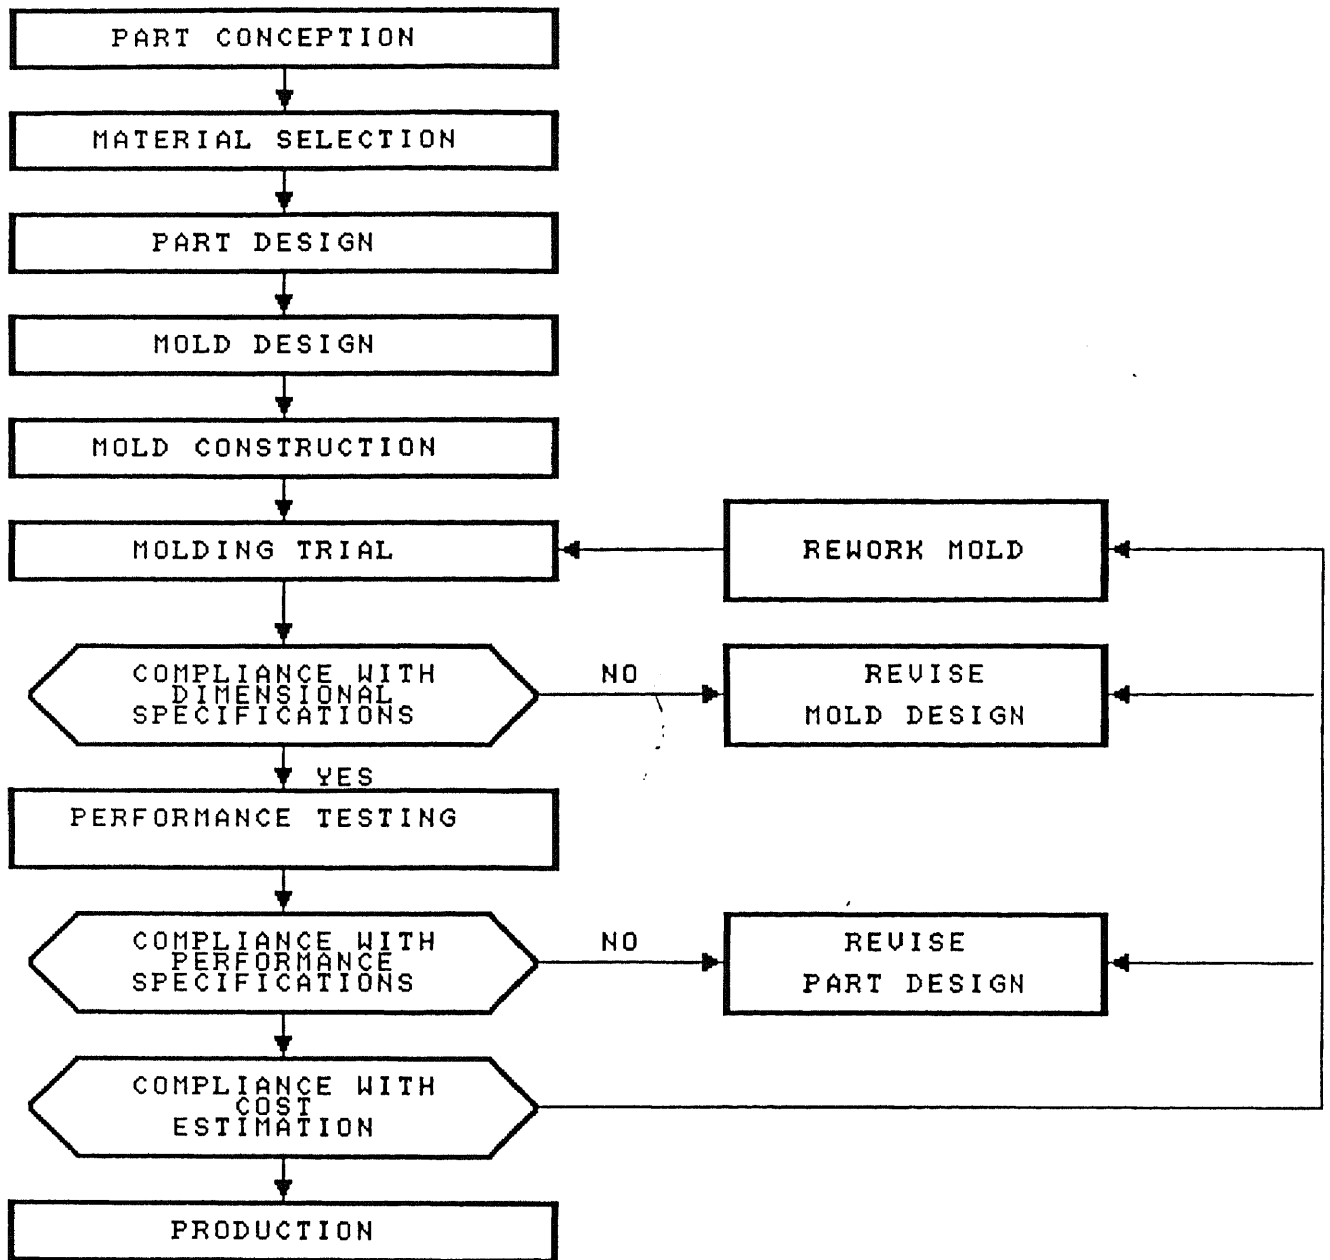 PART CONCEPTION
MATERIAL SELECTION
PART DESIGN
MOLD DESIGN
MOLD CONSTRUCTION
MOLDING TRIAL
REWORK MOLD
COMPLIANCE WITH
DIMENSIONAL
SPECIFICATIONS
NO
REVISE
MOLD DESIGN
YES
PERFORMANCE TESTING
COMPLIANCE WITH
PERFORMANCE
SPECIFICATIONS
NO
REVISE
PART DESIGN
COMPLIANCE WITH
COST
ESTIMATION
PRODUCTION